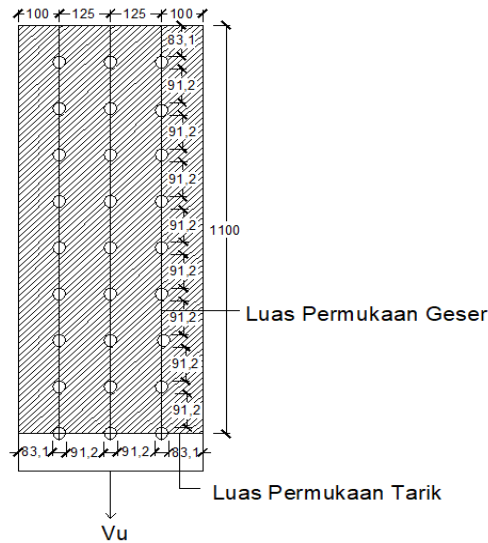 100 125 125 100
83,1
91,2
91,2
91,2
91,2
1100
91,2
91,2
Luas Permukaan Geser
91,2
91,2
83,1 91,2 91,2 83,1
Luas Permukaan Tarik
Vu